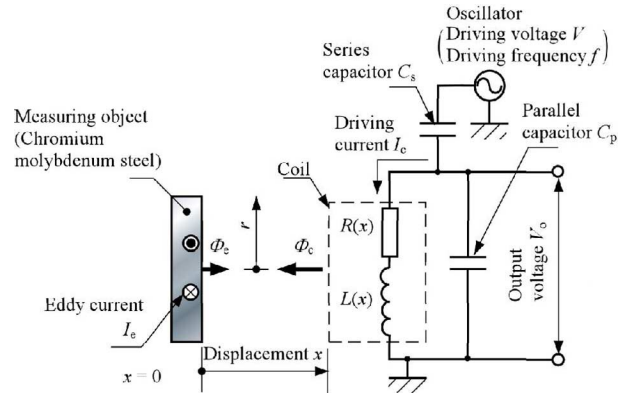 Oscillator
Driving voltage V
Driving frequency f
Series
capacitor Cs
Measuring object
(Chromium
molybdenum steel)
Driving
current Ic
Parallel
capacitor Cp
Coil
r
R(x)
Φe
Φc
L(x)
Output
voltage Vo
Eddy current
Ie
Displacement x
x = 0